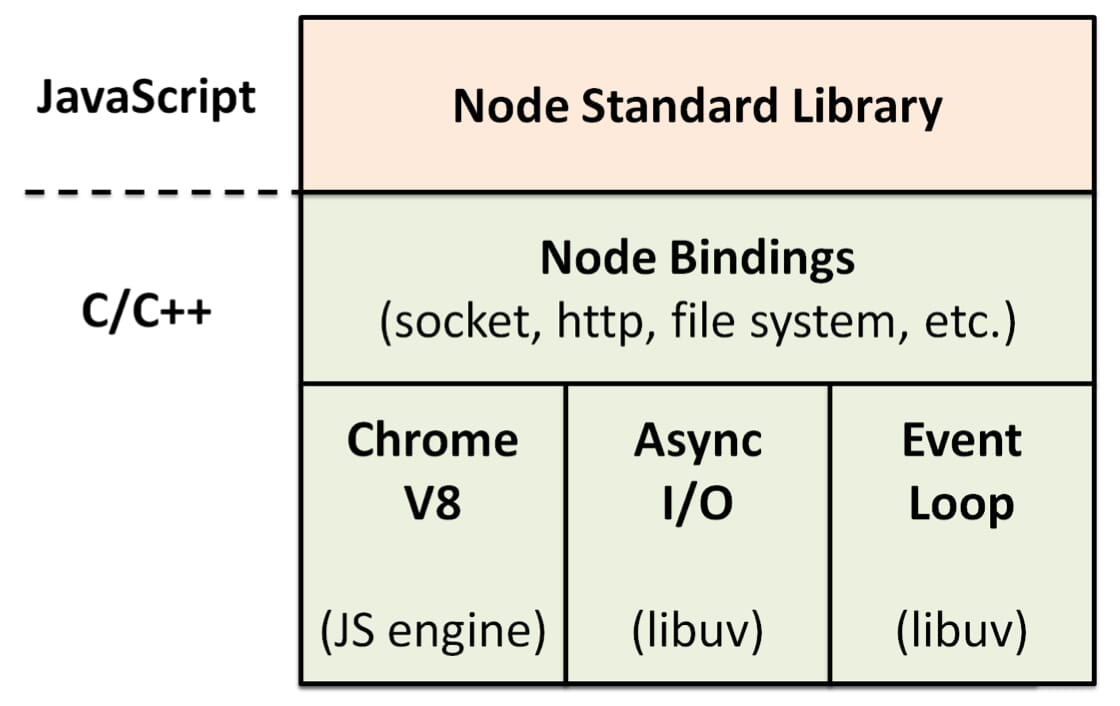 JavaScript
Node Standard Library
C/C++
Node Bindings
(socket, http, file system, etc.)
Chrome
V8
(JS engine)
Async
I/O
(libuv)
Event
Loop
(libuv)